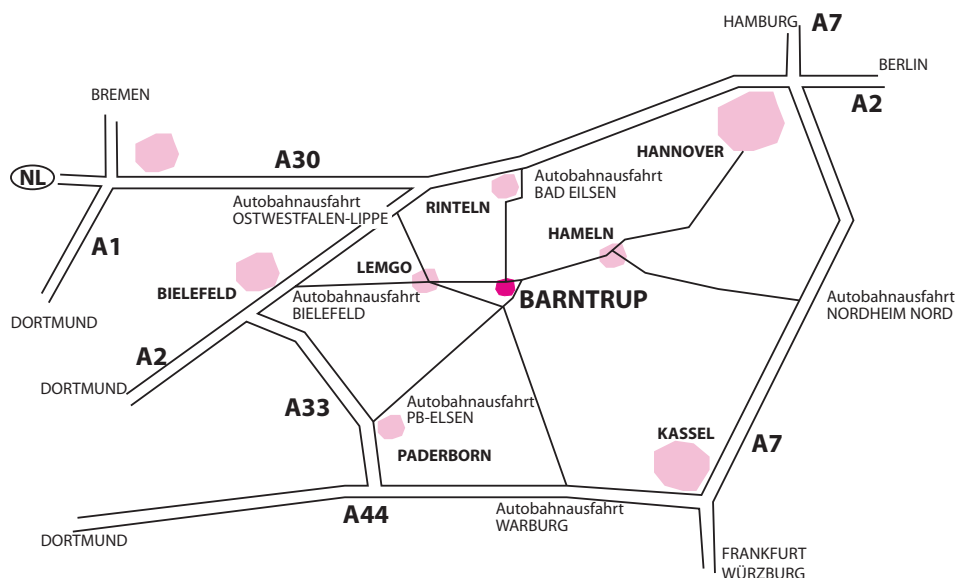 HAMBURG
A7
BERLIN
A2
BREMEN
HANNOVER
A30
NL
Autobahnausfahrt
BAD EILSEN
Autobahnausfahrt
OSTWESTFALEN-LIPPE
RINTELN
HAMELN
A1
LEMGO
BIELEFELD
Autobahnausfahrt
BIELEFELD
BARNTRUP
Autobahnausfahrt
NORDHEIM NORD
DORTMUND
A2
DORTMUND
A33
Autobahnausfahrt
PB-ELSEN
PADERBORN
KASSEL
A7
A44
Autobahnausfahrt
WARBURG
DORTMUND
FRANKFURT
WÜRZBURG